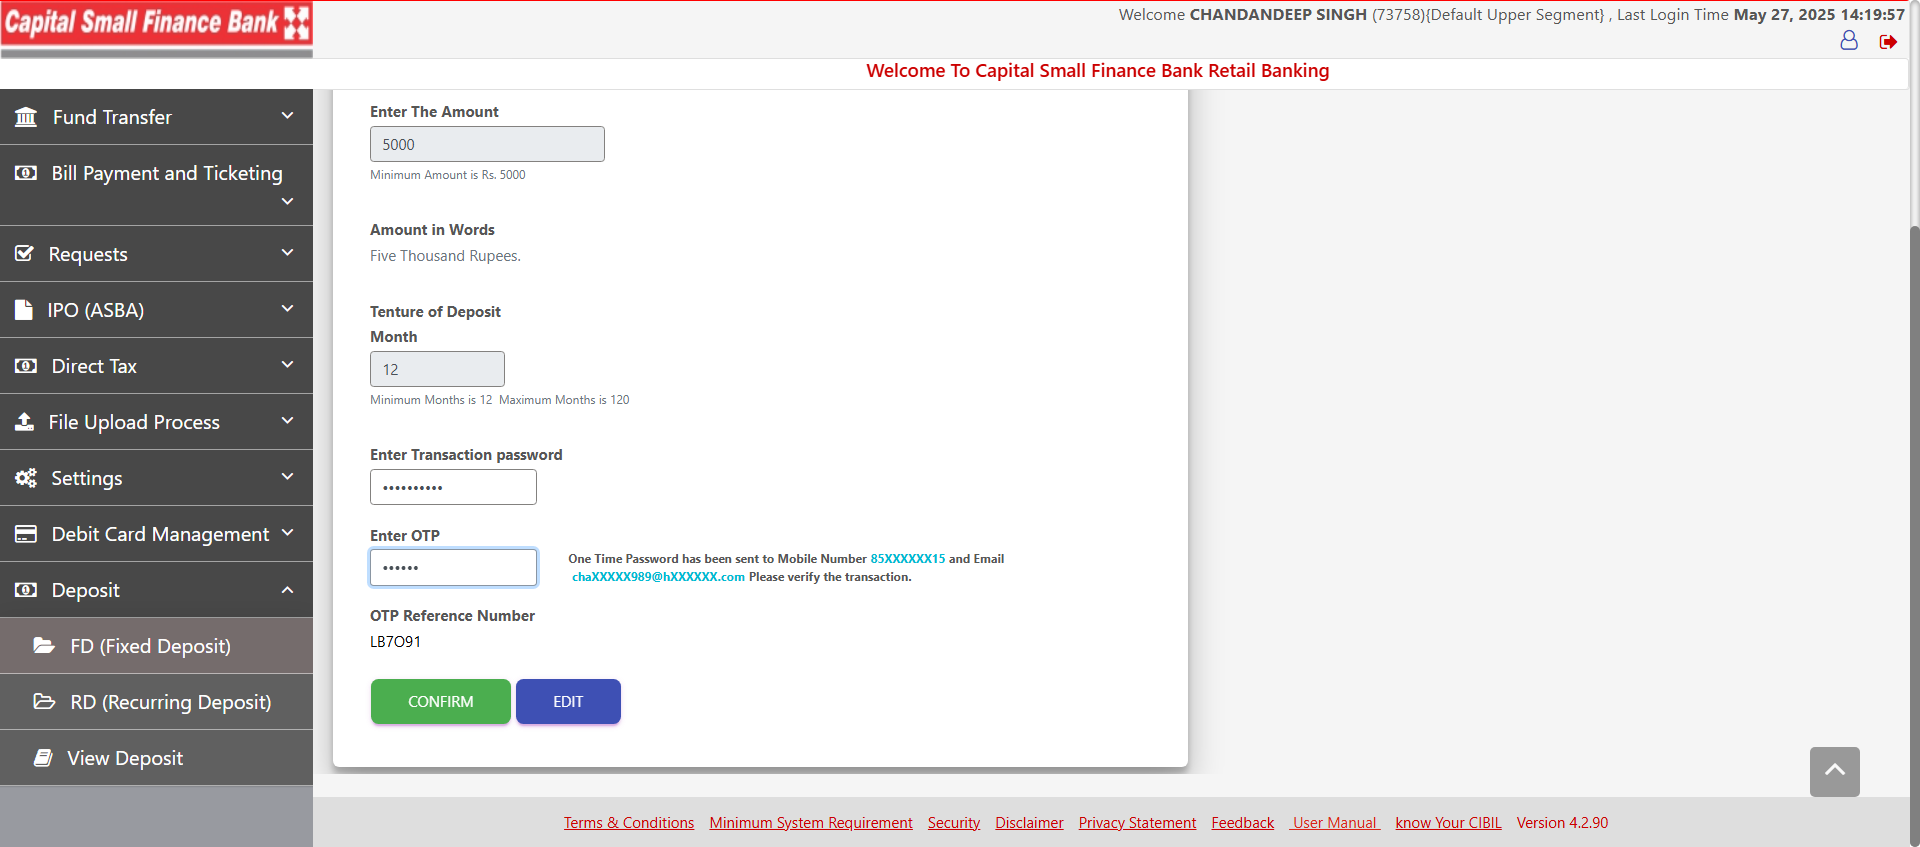 Capital Small Finance Bank
Welcome CHANDANDEEP SINGH (73758){Default Upper Segment} , Last Login Time May 27, 2025 14:19:57
Welcome To Capital Small Finance Bank Retail Banking
Fund Transfer
Bill Payment and Ticketing
Requests
IPO (ASBA)
Direct Tax
File Upload Process
Settings
Debit Card Management
Deposit
FD (Fixed Deposit)
RD (Recurring Deposit)
View Deposit
Enter The Amount
5000
Minimum Amount is Rs. 5000
Amount in Words
Five Thousand Rupees.
Tenture of Deposit
Month
12
Minimum Months is 12 Maximum Months is 120
Enter Transaction password
••••••••••
Enter OTP
••••••
One Time Password has been sent to Mobile Number 85XXXXXX15 and Email
chaXXXXX989@hXXXXXX.com Please verify the transaction.
OTP Reference Number
LB7O91
CONFIRM EDIT
Terms & Conditions Minimum System Requirement Security Disclaimer Privacy Statement Feedback User Manual know Your CIBIL Version 4.2.90